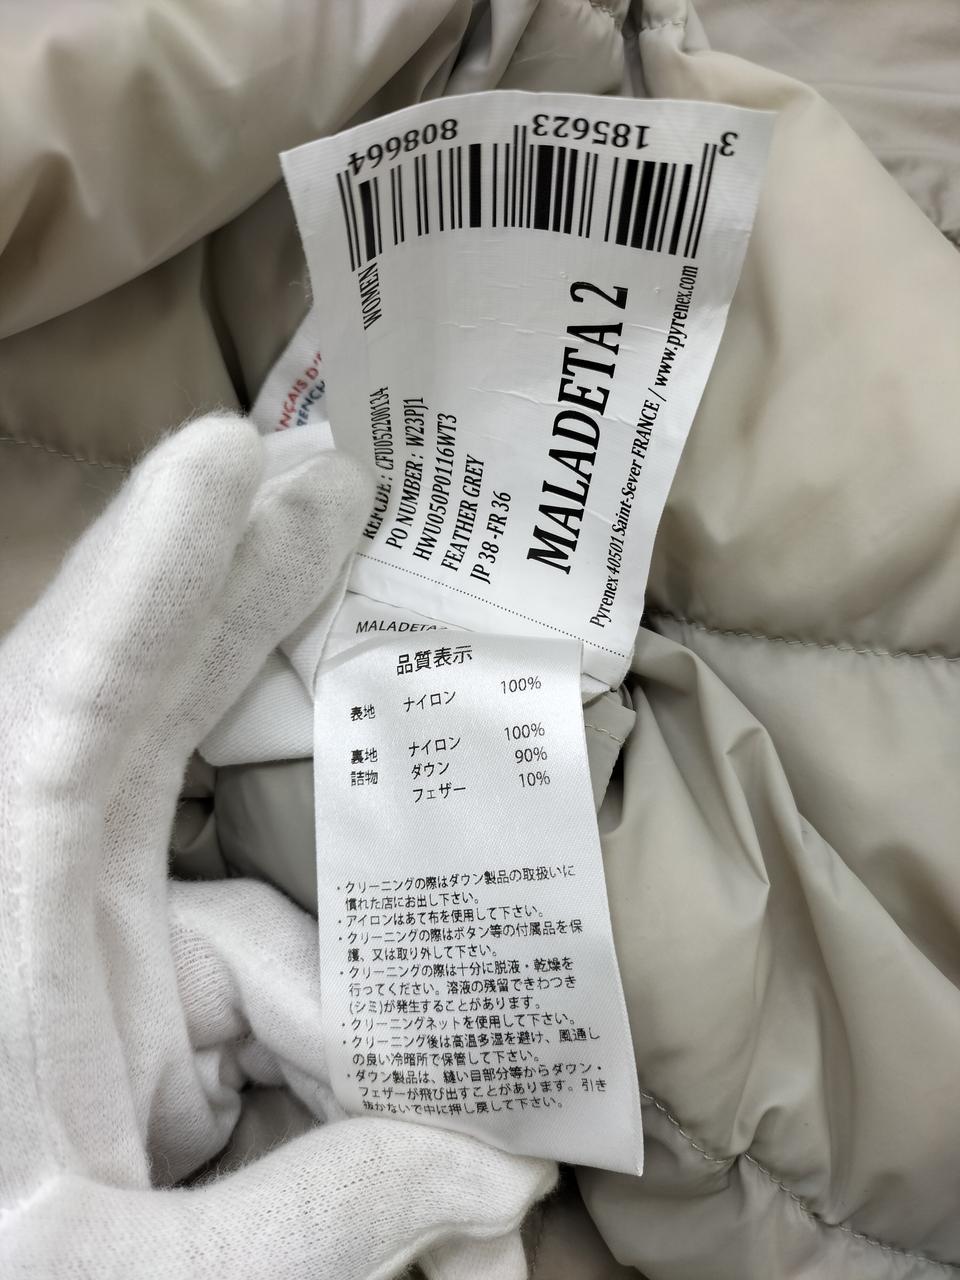 3 185623 808664
WOMEN
REF.CDE : CFU052200134
PO NUMBER : W23PJ1
HWU050P0116WT3
FEATHER GREY
JP 38 -FR 36
MALADETA 2
Pyrenex 40501 Saint-Sever FRANCE / www.pyrenex.com
NÇAIS D'
RENCH
MALADETA
品質表示
表地 ナイロン 100%
裏地 ナイロン 100%
詰物 ダウン 90%
フェザー 10%
・クリーニングの際はダウン製品の取扱いに
慣れた店にお出し下さい。
・アイロンはあて布を使用して下さい。
・クリーニングの際はボタン等の付属品を保
護、又は取り外して下さい。
・クリーニングの際は十分に脱液・乾燥を
行ってください。溶液の残留できわつき
(シミ)が発生することがあります。
・クリーニングネットを使用して下さい。
・クリーニング後は高温多湿を避け、風通し
の良い冷暗所で保管して下さい。
・ダウン製品は、縫い目部分等からダウン・
フェザーが飛び出すことがあります。引き
抜かないで中に押し戻して下さい。